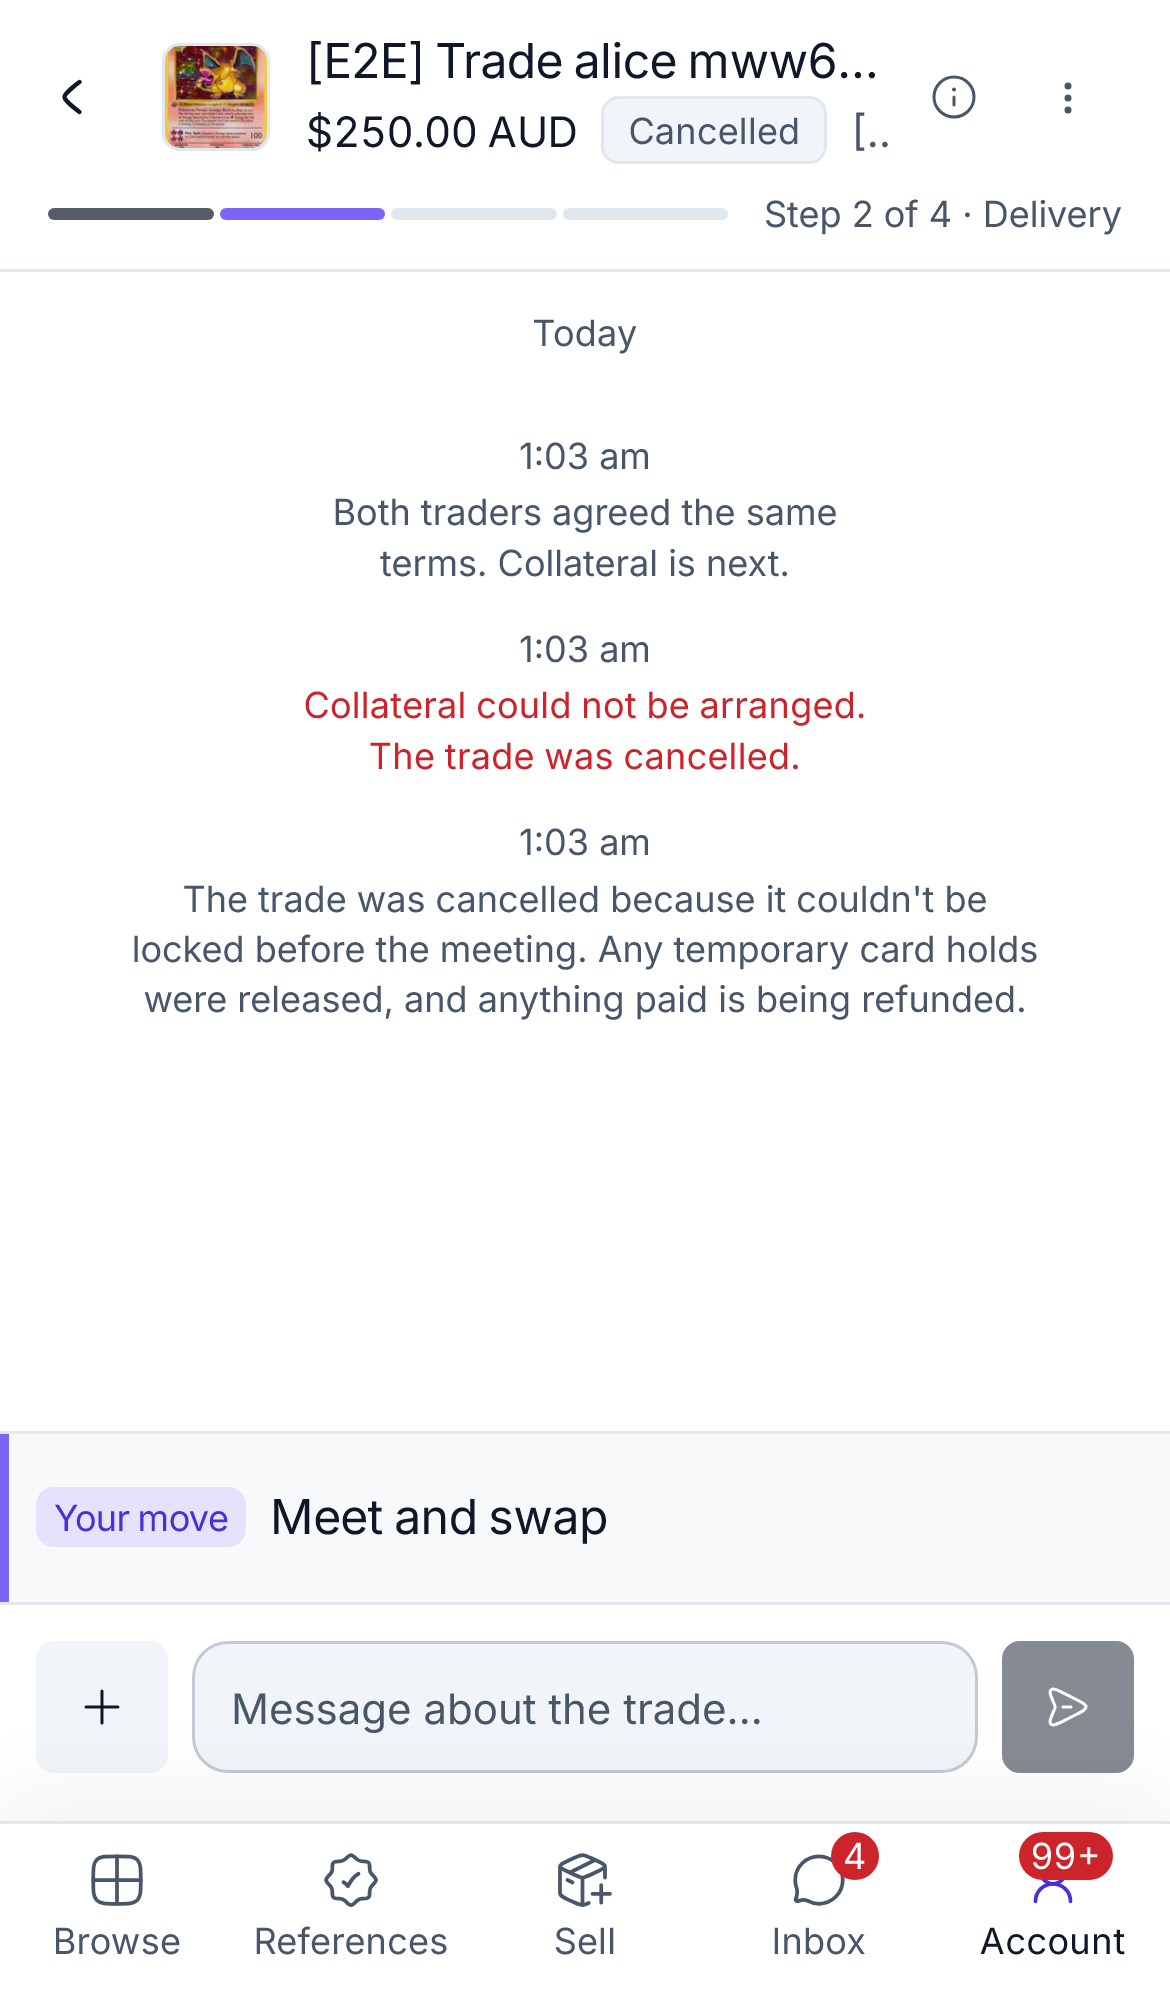 [E2E] Trade alice mww6...
$250.00 AUD Cancelled [..
Step 2 of 4 · Delivery
Today
1:03 am
Both traders agreed the same
terms. Collateral is next.
1:03 am
Collateral could not be arranged.
The trade was cancelled.
1:03 am
The trade was cancelled because it couldn't be
locked before the meeting. Any temporary card holds
were released, and anything paid is being refunded.
Your move Meet and swap
Message about the trade...
4
99+
Browse References Sell Inbox Account